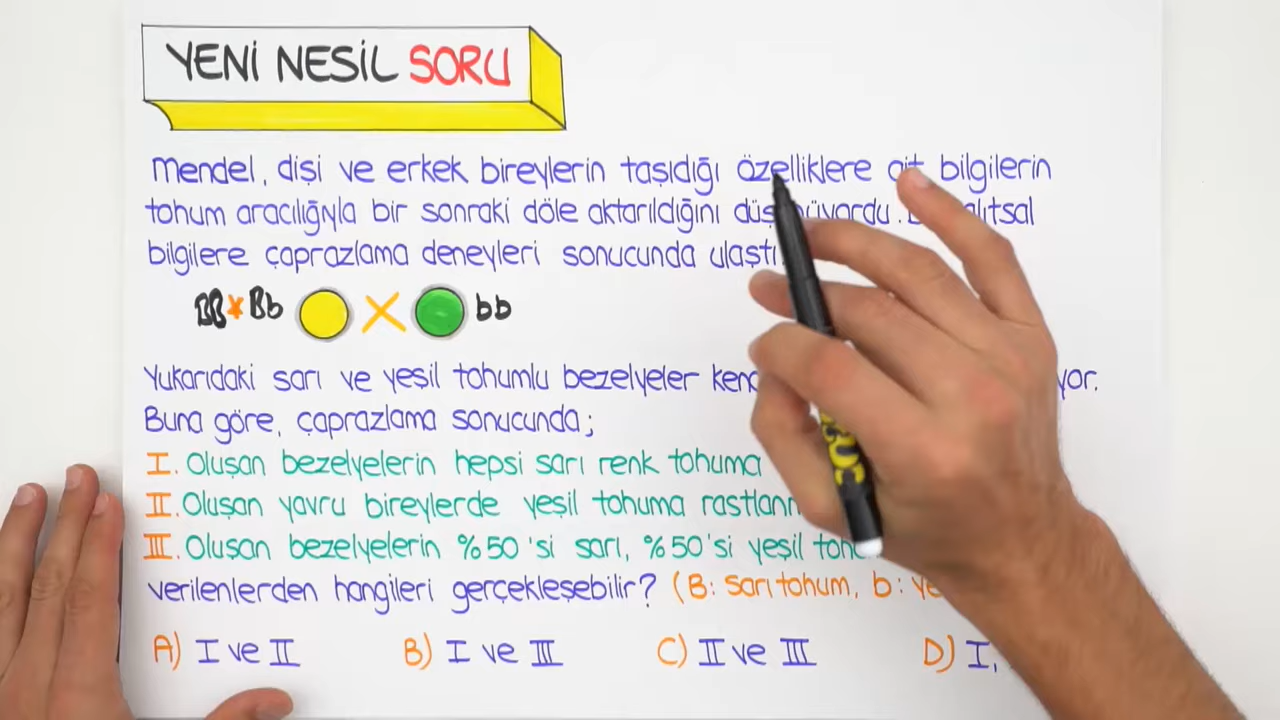 YENİ NESİL SORU
Mendel, dişi ve erkek bireylerin taşıdığı özelliklere ait bilgilerin
tohum aracılığıyla bir sonraki döle aktarıldığını
bilgilere çaprazlama deneyleri sonucunda ulaştı
BB * Bb X bb
Yukarıdaki sarı ve yeşil tohumlu bezelyeler
Buna göre, çaprazlama sonucunda;
I. Oluşan bezelyelerin hepsi sarı renk tohuma
II. Oluşan yavru bireylerde yeşil tohuma
III. Oluşan bezelyelerin %50'si sarı, %50'si yeşil
verilenlerden hangileri gerçekleşebilir? (B: sarı tohum, b:
A) I ve II B) I ve III C) II ve III D) I,